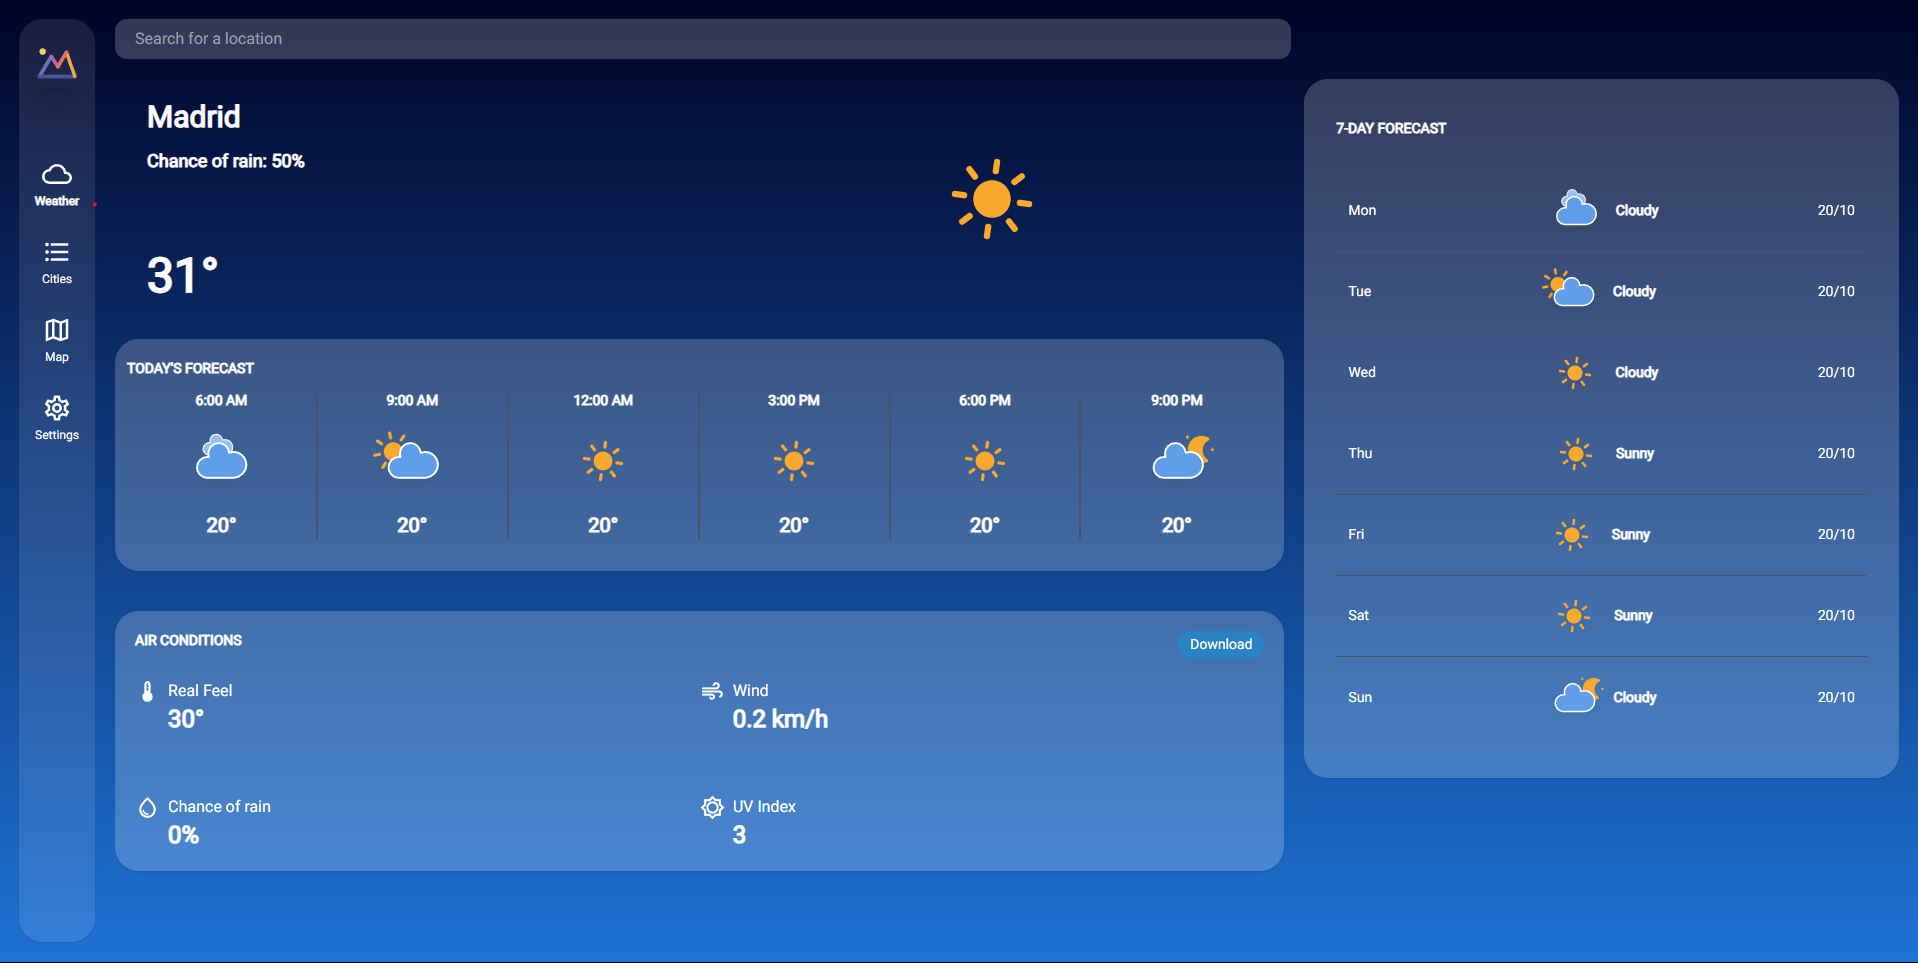 Search for a location
Madrid
Chance of rain: 50%
31°
Weather
Cities
Map
Settings
TODAY'S FORECAST
6:00 AM 9:00 AM 12:00 AM 3:00 PM 6:00 PM 9:00 PM
20° 20° 20° 20° 20° 20°
AIR CONDITIONS
Download
Real Feel
30°
Wind
0.2 km/h
Chance of rain
0%
UV Index
3
7-DAY FORECAST
Mon Cloudy 20/10
Tue Cloudy 20/10
Wed Cloudy 20/10
Thu Sunny 20/10
Fri Sunny 20/10
Sat Sunny 20/10
Sun Cloudy 20/10